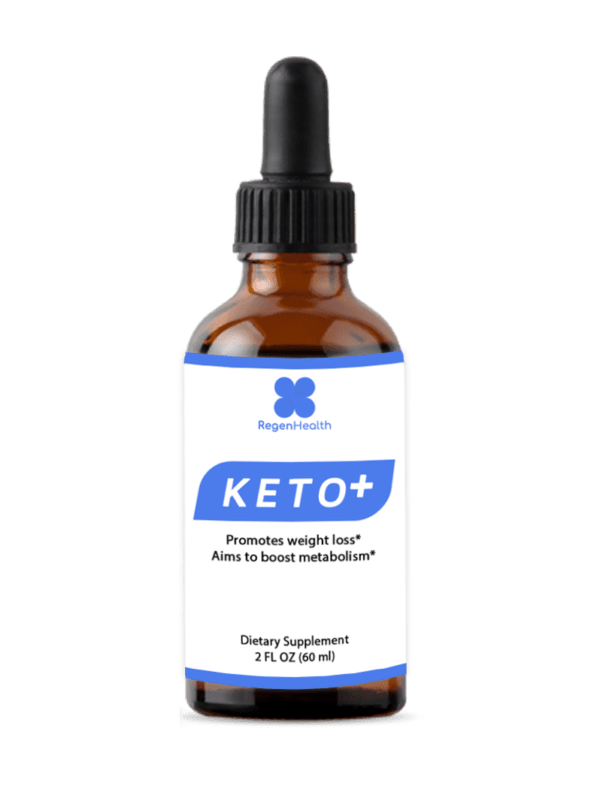 RegenHealth
KETO+
Promotes weight loss*
Aims to boost metabolism*
Dietary Supplement
2 FL OZ (60 ml)